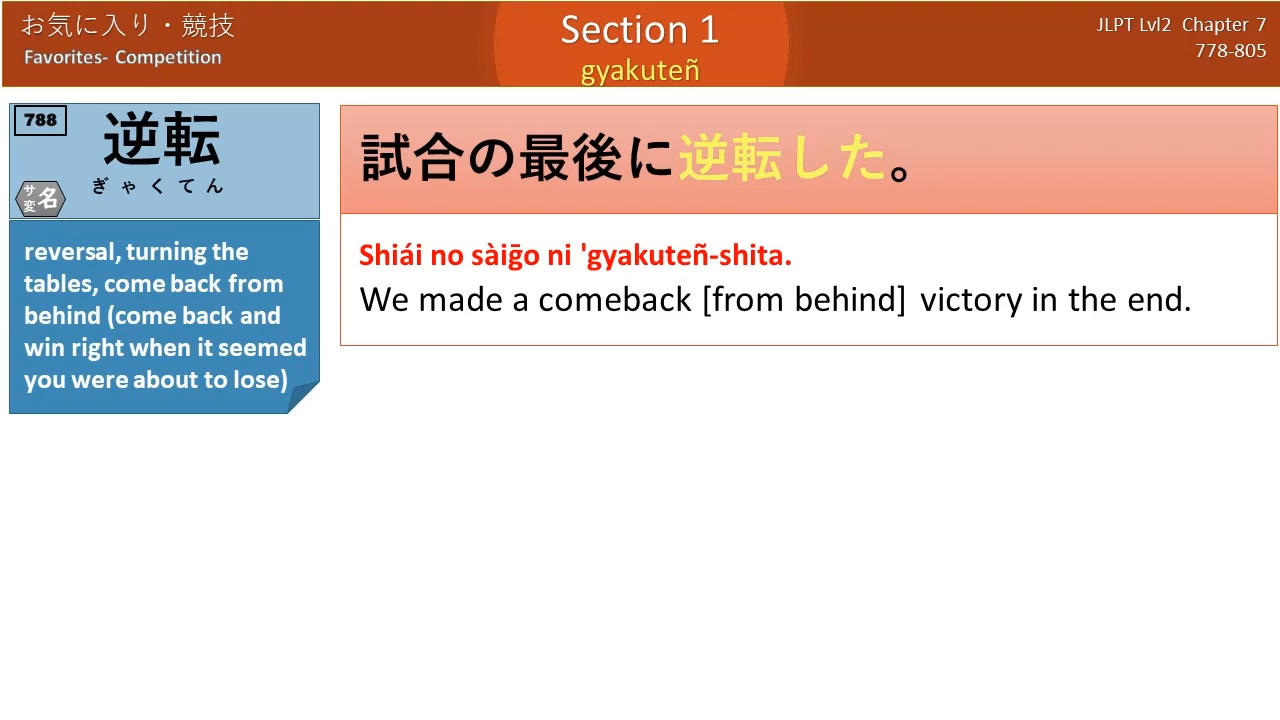 お気に入り・競技
Favorites- Competition
Section 1
gyakuteñ
JLPT Lvl2 Chapter 7
778-805
788
逆転
ぎゃくてん
サ変 名
reversal, turning the
tables, come back from
behind (come back and
win right when it seemed
you were about to lose)
試合の最後に逆転した。
Shiái no sàiḡo ni 'gyakuteñ-shita.
We made a comeback [from behind] victory in the end.